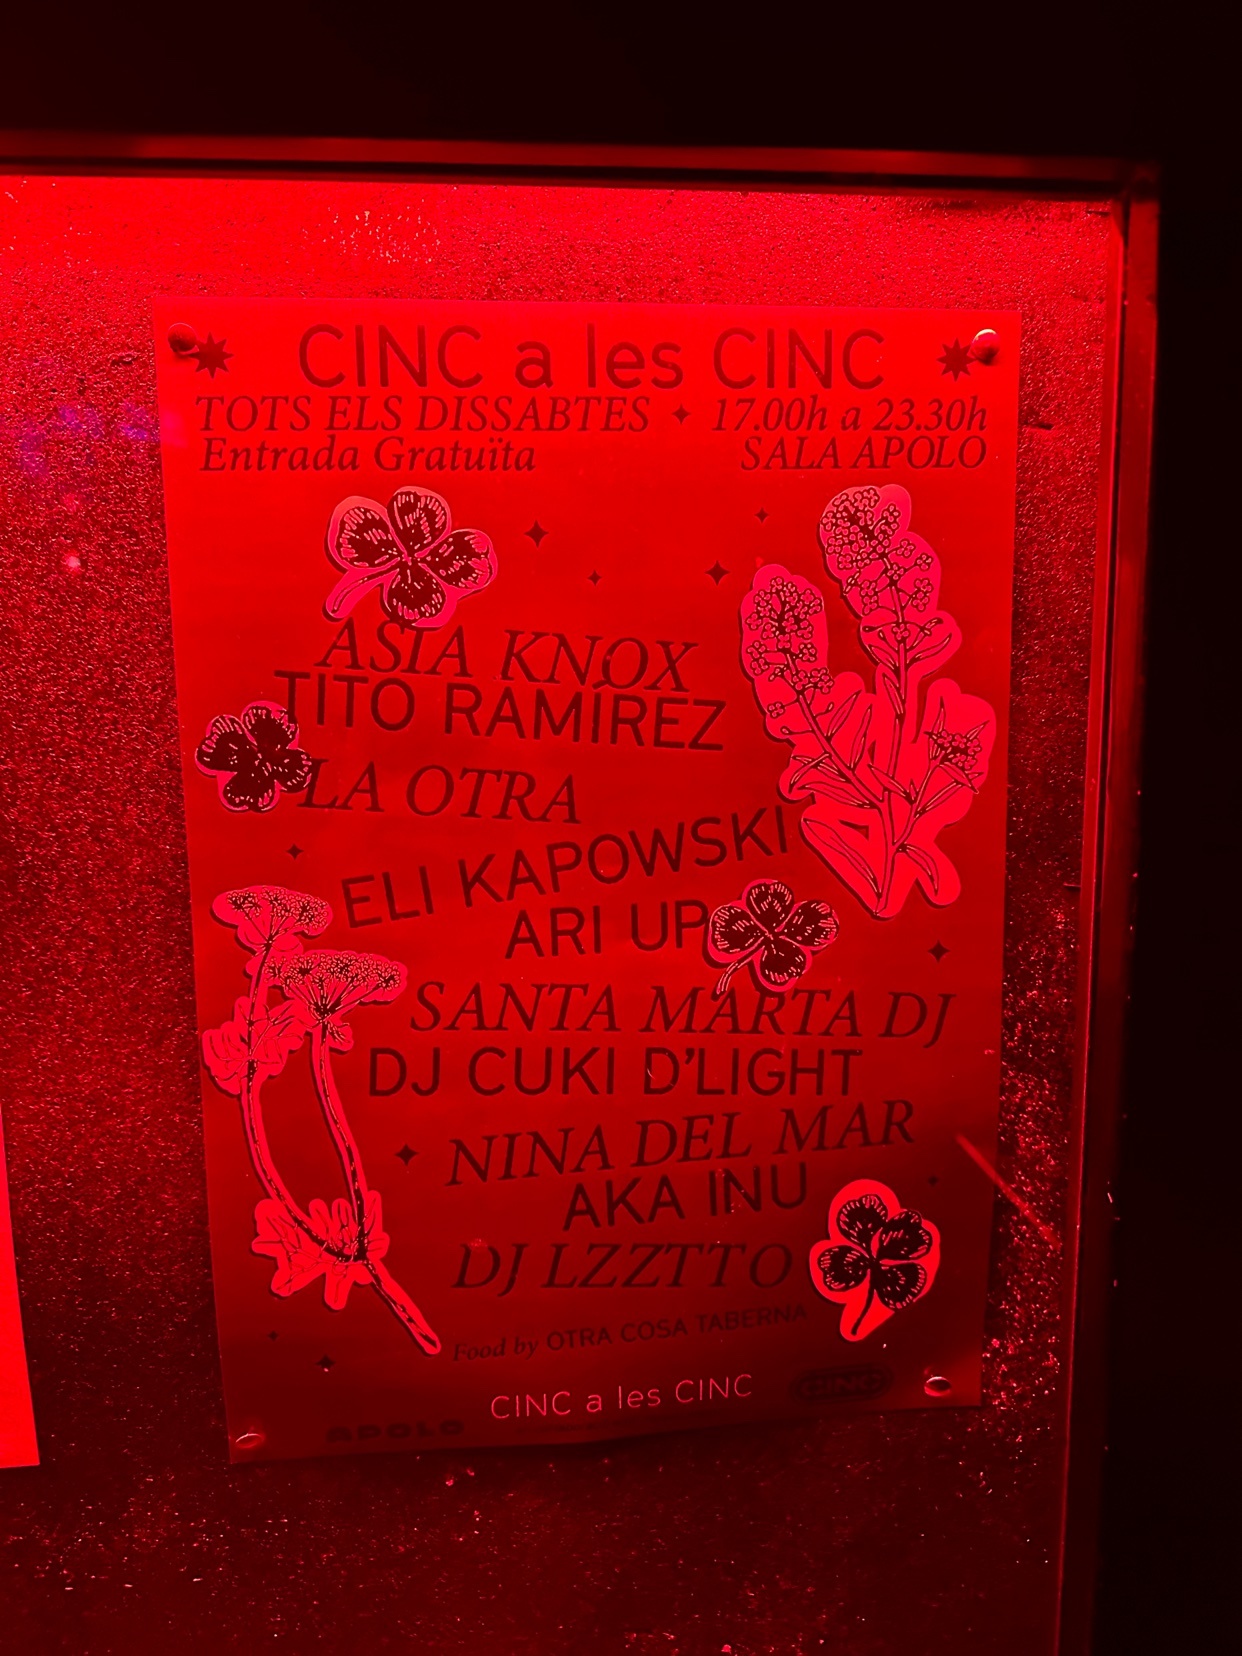 CINC a les CINC
TOTS ELS DISSABTES ✦ 17.00h a 23.30h
Entrada Gratuïta SALA APOLO
ASIA KNOX
TITO RAMÍREZ
LA OTRA
ELI KAPOWSKI
ARI UP
SANTA MARTA DJ
DJ CUKI D'LIGHT
NINA DEL MAR
AKA INU
DJ LZZTTO
Food by OTRA COSA TABERNA
CINC a les CINC
APOLO